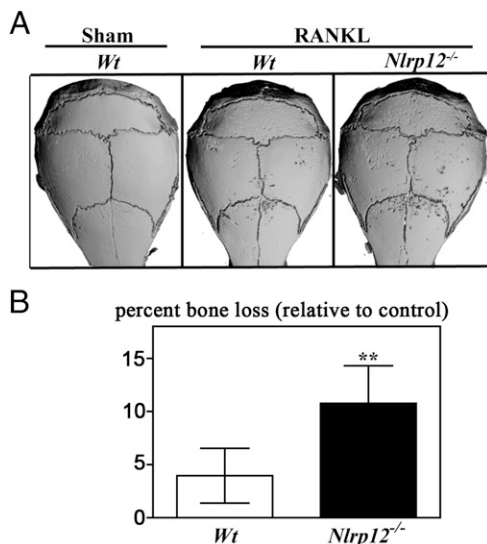 A
Sham RANKL
Wt Wt Nlrp12-/-
B
percent bone loss (relative to control)
15
**
10
5
0
Wt Nlrp12-/-